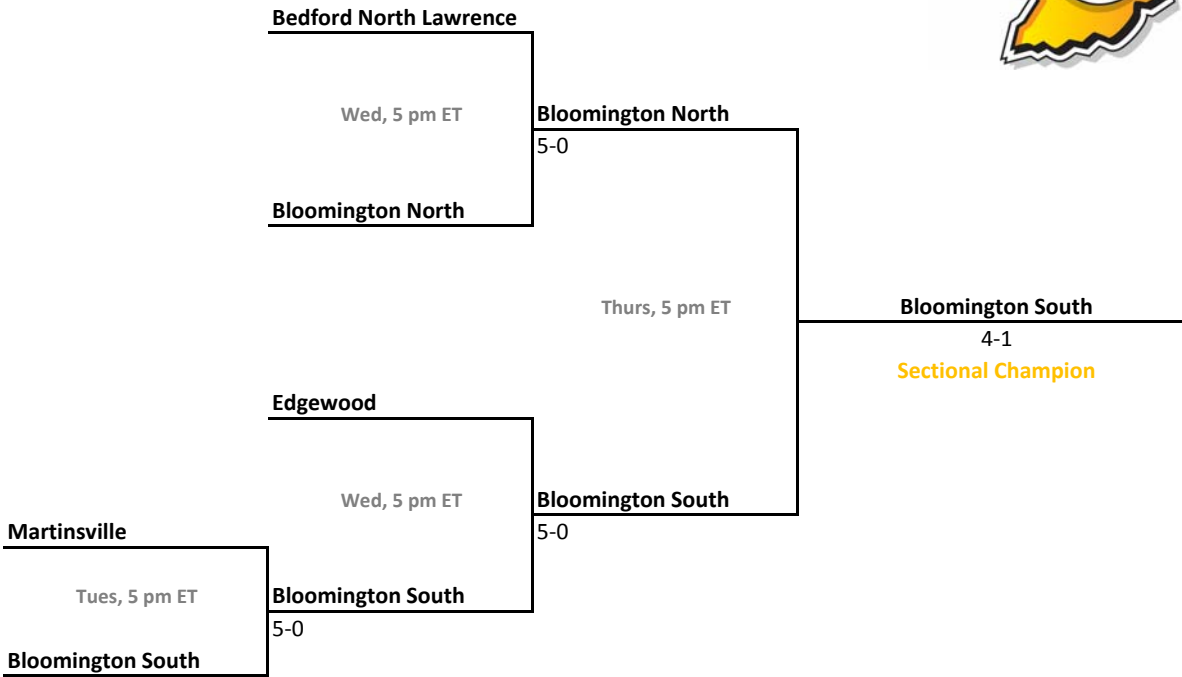 Bedford North Lawrence
Wed, 5 pm ET
Bloomington North
5-0
Bloomington North
Thurs, 5 pm ET
Bloomington South
4-1
Sectional Champion
Edgewood
Wed, 5 pm ET
Bloomington South
5-0
Martinsville
Tues, 5 pm ET
Bloomington South
5-0
Bloomington South